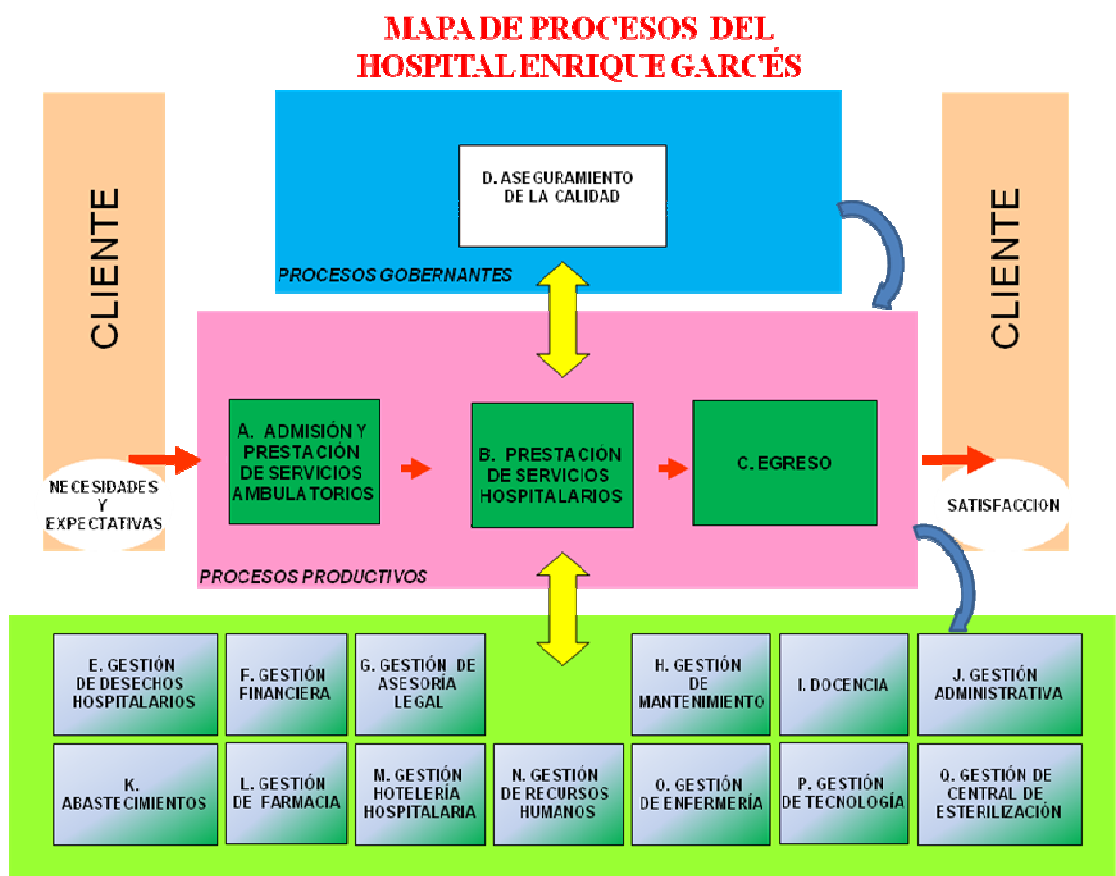 MAPA DE PROCESOS DEL
HOSPITAL ENRIQUE GARCÉS
CLIENTE
D. ASEGURAMIENTO
DE LA CALIDAD
PROCESOS GOBERNANTES
CLIENTE
NECESIDADES
Y
EXPECTATIVAS
A. ADMISIÓN Y
PRESTACIÓN
DE SERVICIOS
AMBULATORIOS
B. PRESTACIÓN
DE SERVICIOS
HOSPITALARIOS
C. EGRESO
SATISFACCION
PROCESOS PRODUCTIVOS
E. GESTIÓN
DE DESECHOS
HOSPITALARIOS
F. GESTIÓN
FINANCIERA
G. GESTIÓN DE
ASESORÍA
LEGAL
H. GESTIÓN
DE
MANTENIMIENTO
I. DOCENCIA
J. GESTIÓN
ADMINISTRATIVA
K.
ABASTECIMIENTOS
L. GESTIÓN
DE FARMACIA
M. GESTIÓN
HOTELERÍA
HOSPITALARIA
N. GESTIÓN
DE RECURSOS
HUMANOS
O. GESTIÓN
DE ENFERMERÍA
P. GESTIÓN
DE TECNOLOGÍA
Q. GESTIÓN DE
CENTRAL DE
ESTERILIZACIÓN